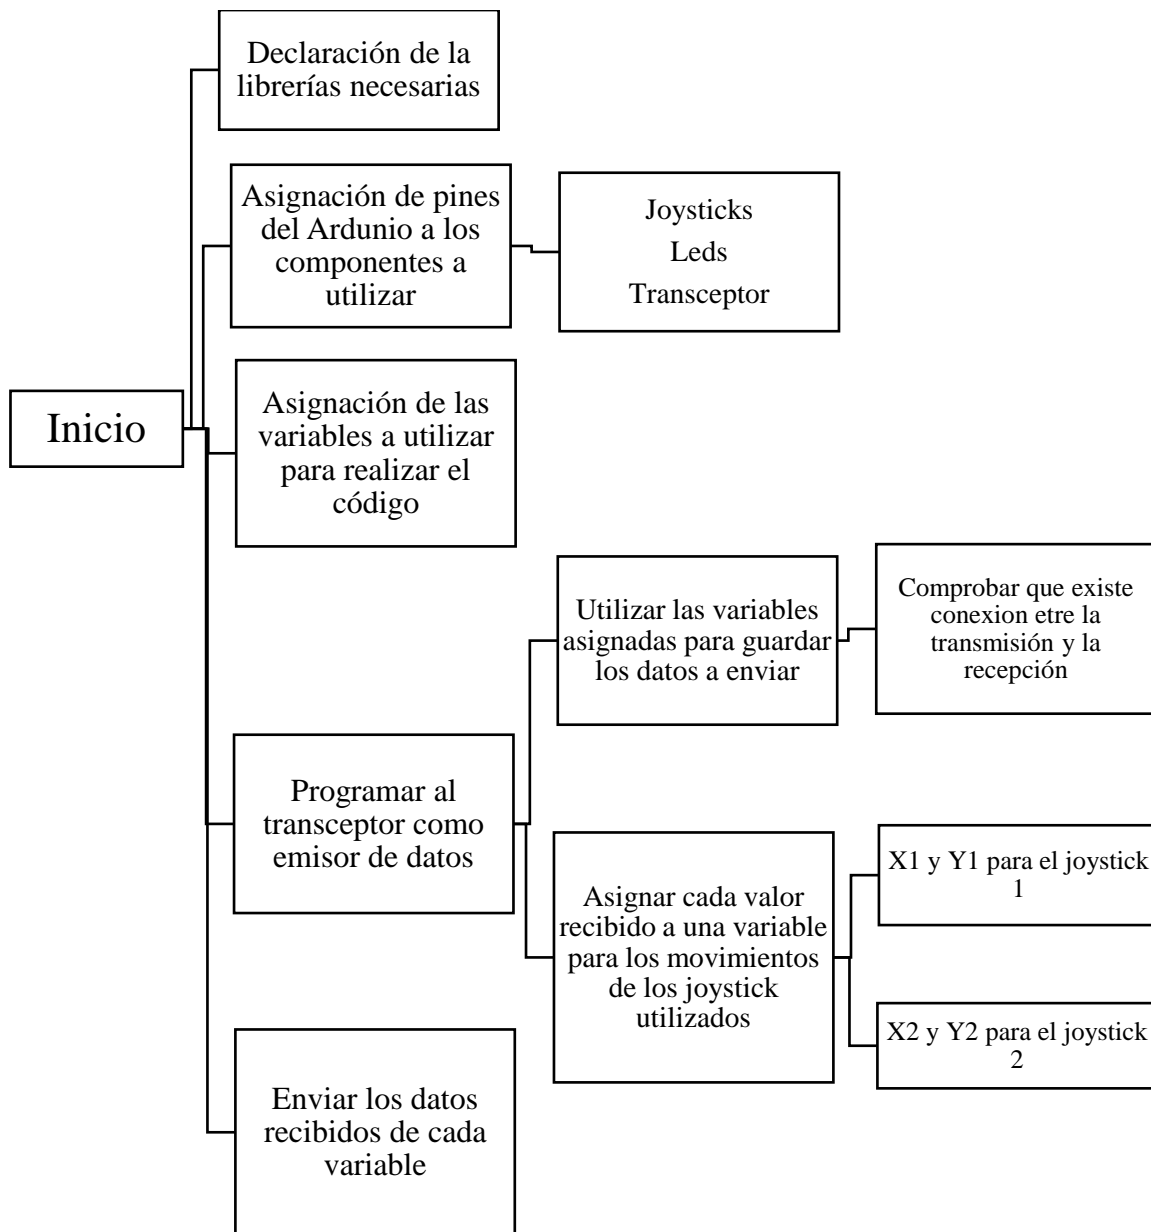 Declaración de la
librerías necesarias
Asignación de pines
del Ardunio a los
componentes a
utilizar
Joysticks
Leds
Transceptor
Inicio
Asignación de las
variables a utilizar
para realizar el
código
Utilizar las variables
asignadas para guardar
los datos a enviar
Comprobar que existe
conexion etre la
transmisión y la
recepción
Programar al
transceptor como
emisor de datos
Asignar cada valor
recibido a una variable
para los movimientos
de los joystick
utilizados
X1 y Y1 para el joystick
1
X2 y Y2 para el joystick
2
Enviar los datos
recibidos de cada
variable